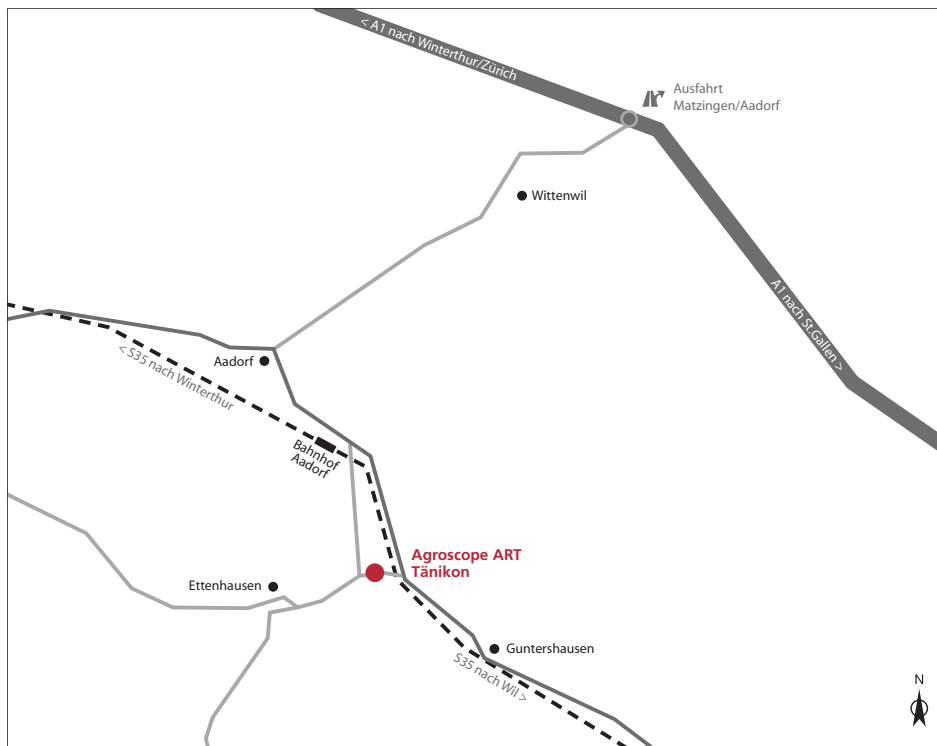 < A1 nach Winterthur/Zürich
Ausfahrt
Matzingen/Aadorf
Wittenwil
A1 nach St.Gallen >
Aadorf
< S35 nach Winterthur
Bahnhof
Aadorf
Agroscope ART
Tänikon
Ettenhausen
Guntershausen
S35 nach Wil >
N